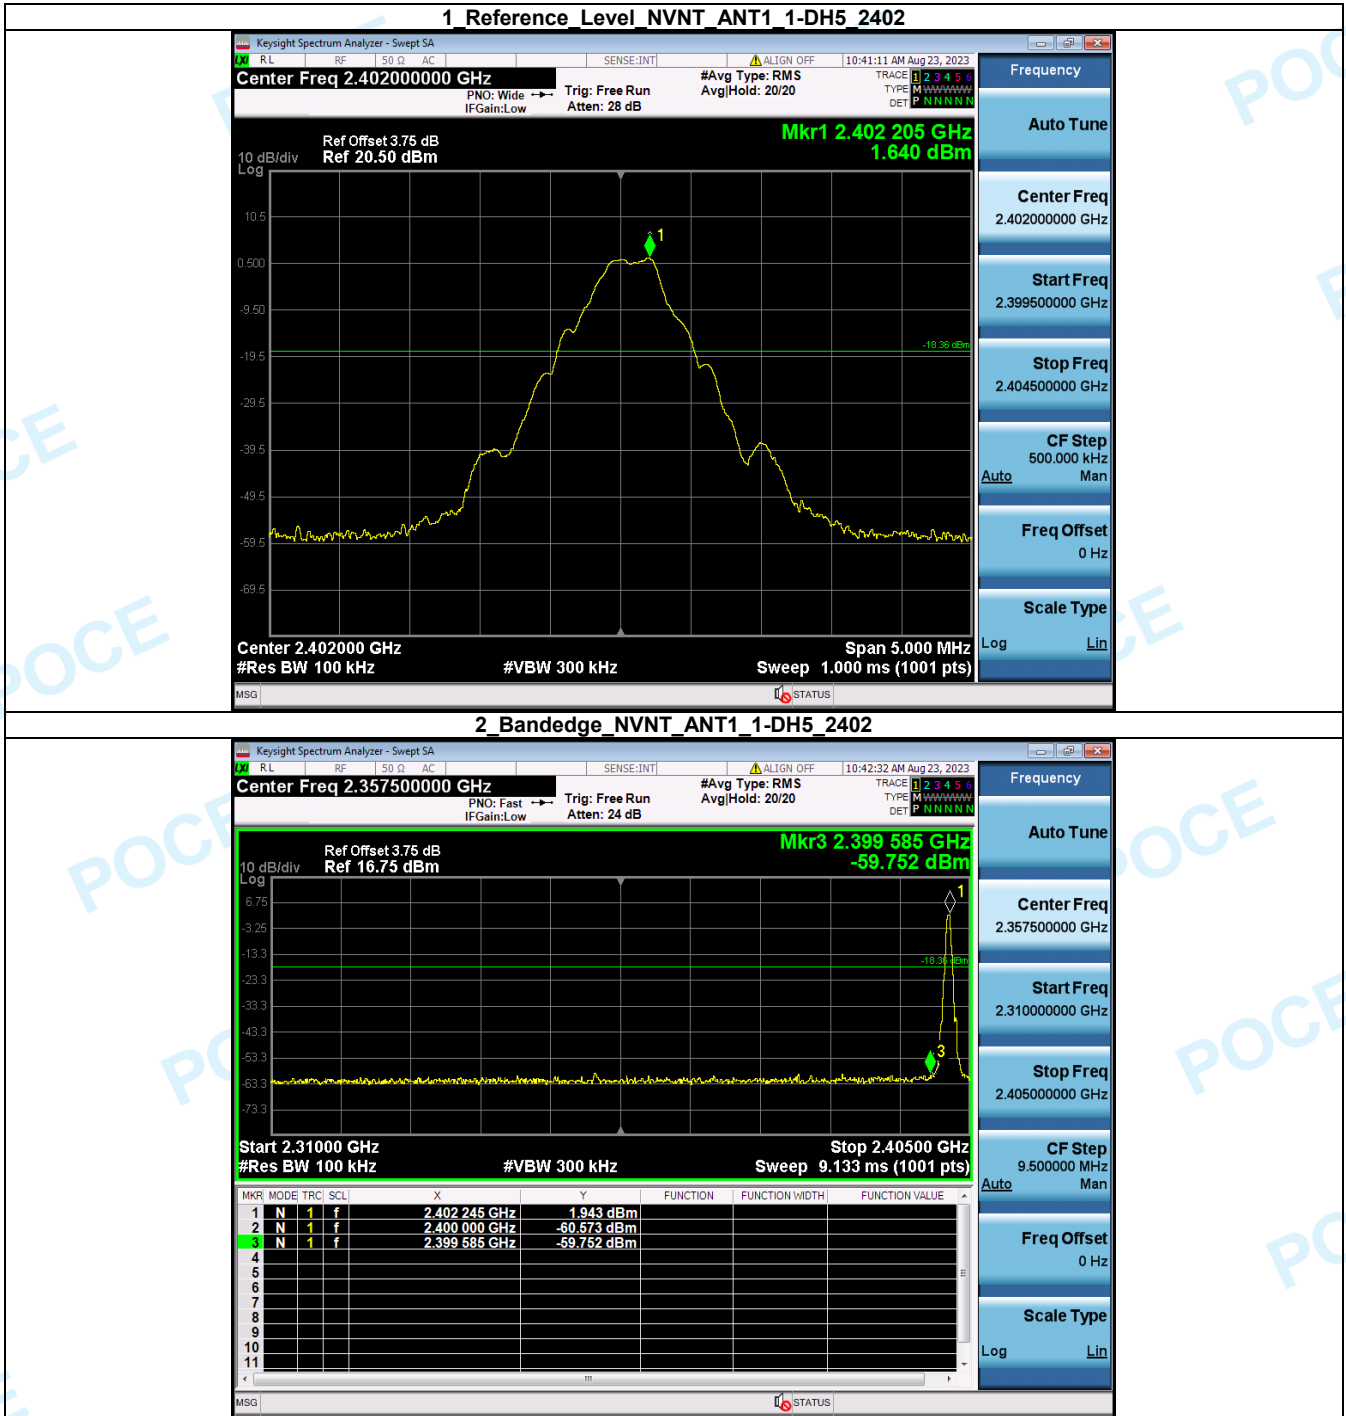 1_Reference_Level_NVNT_ANT1_1-DH5_2402
Keysight Spectrum Analyzer - Swept SA
LXI RL RF 50 Ω AC SENSE:INT ALIGN OFF 10:41:11 AM Aug 23, 2023
Center Freq 2.402000000 GHz
PNO: Wide
IFGain:Low
Trig: Free Run
Atten: 28 dB
#Avg Type: RMS
Avg|Hold: 20/20
TRACE 1 2 3 4 5 6
TYPE M WWWWW
DET P N N N N N
Mkr1 2.402 205 GHz
1.640 dBm
Ref Offset 3.75 dB
10 dB/div Ref 20.50 dBm
Log
10.5
0.500
-9.50
-19.5
-29.5
-39.5
-49.5
-59.5
-69.5
1
-18.36 dBm
Center 2.402000 GHz Span 5.000 MHz
#Res BW 100 kHz #VBW 300 kHz Sweep 1.000 ms (1001 pts)
MSG STATUS
Frequency
Auto Tune
Center Freq
2.402000000 GHz
Start Freq
2.399500000 GHz
Stop Freq
2.404500000 GHz
CF Step
500.000 kHz
Auto Man
Freq Offset
0 Hz
Scale Type
Log Lin
2_Bandedge_NVNT_ANT1_1-DH5_2402
Keysight Spectrum Analyzer - Swept SA
LXI RL RF 50 Ω AC SENSE:INT ALIGN OFF 10:42:32 AM Aug 23, 2023
Center Freq 2.357500000 GHz
PNO: Fast
IFGain:Low
Trig: Free Run
Atten: 24 dB
#Avg Type: RMS
Avg|Hold: 20/20
TRACE 1 2 3 4 5 6
TYPE M WWWWW
DET P N N N N N
Mkr3 2.399 585 GHz
-59.752 dBm
Ref Offset 3.75 dB
10 dB/div Ref 16.75 dBm
Log
6.75
-3.25
-13.3
-23.3
-33.3
-43.3
-53.3
-63.3
-73.3
1
-18.36 dBm
3
Start 2.31000 GHz Stop 2.40500 GHz
#Res BW 100 kHz #VBW 300 kHz Sweep 9.133 ms (1001 pts)
MKR MODE TRC SCL X Y FUNCTION FUNCTION WIDTH FUNCTION VALUE
1 N 1 f 2.402 245 GHz 1.943 dBm
2 N 1 f 2.400 000 GHz -60.573 dBm
3 N 1 f 2.399 585 GHz -59.752 dBm
4
5
6
7
8
9
10
11
MSG STATUS
Frequency
Auto Tune
Center Freq
2.357500000 GHz
Start Freq
2.310000000 GHz
Stop Freq
2.405000000 GHz
CF Step
9.500000 MHz
Auto Man
Freq Offset
0 Hz
Scale Type
Log Lin
POCE
POCE
POCE
POCE